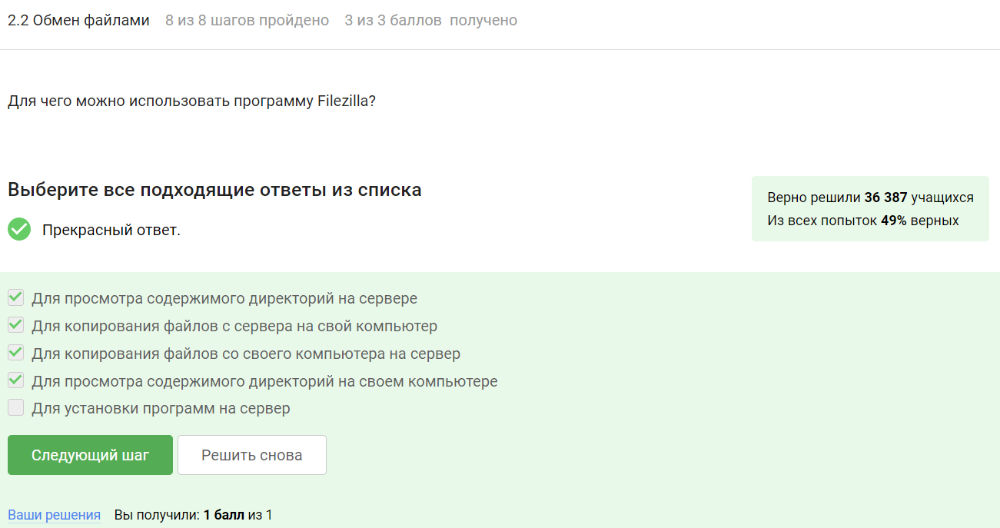 2.2 Обмен файлами 8 из 8 шагов пройдено 3 из 3 баллов получено
Для чего можно использовать программу Filezilla?
Выберите все подходящие ответы из списка
Верно решили 36 387 учащихся
Из всех попыток 49% верных
Прекрасный ответ.
Для просмотра содержимого директорий на сервере
Для копирования файлов с сервера на свой компьютер
Для копирования файлов со своего компьютера на сервер
Для просмотра содержимого директорий на своем компьютере
Для установки программ на сервер
Следующий шаг Решить снова
Ваши решения Вы получили: 1 балл из 1